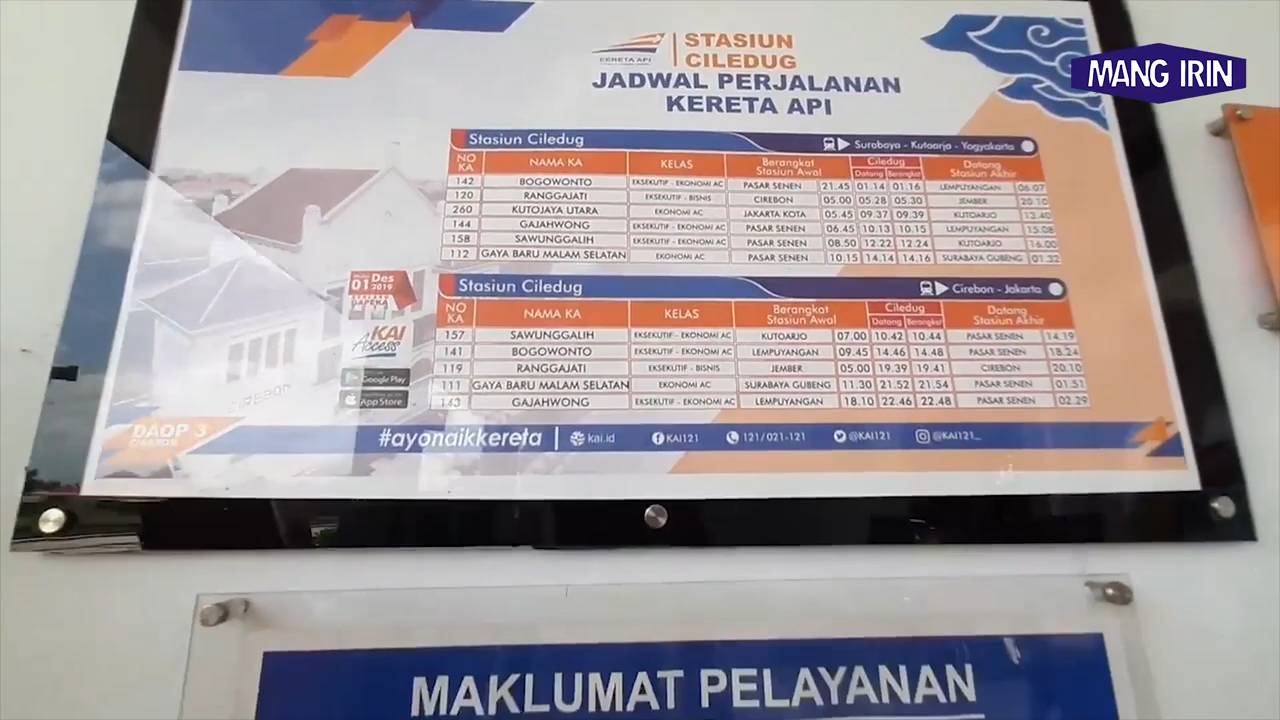 MANG IRIN
KERETA API
STASIUN
CILEDUG
JADWAL PERJALANAN
KERETA API
Stasiun Ciledug Surabaya - Kutoarjo - Yogyakarta
NO KA NAMA KA KELAS Berangkat Stasiun Awal Ciledug Datang Berangkat Datang Stasiun Akhir
142 BOGOWONTO EKSEKUTIF - EKONOMI AC PASAR SENEN 21.45 01.14 01.16 LEMPUYANGAN 06.07
120 RANGGAJATI EKSEKUTIF - BISNIS CIREBON 05.00 05.28 05.30 JEMBER 20.10
260 KUTOJAYA UTARA EKONOMI AC JAKARTA KOTA 05.45 09.37 09.39 KUTOARJO 13.40
144 GAJAHWONG EKSEKUTIF - EKONOMI AC PASAR SENEN 06.45 10.13 10.15 LEMPUYANGAN 15.08
158 SAWUNGGALIH EKSEKUTIF - EKONOMI AC PASAR SENEN 08.50 12.22 12.24 KUTOARJO 16.00
112 GAYA BARU MALAM SELATAN EKONOMI AC PASAR SENEN 10.15 14.14 14.16 SURABAYA GUBENG 01.32
01 Des
2019
GAPEKA
Stasiun Ciledug Cirebon - Jakarta
NO KA NAMA KA KELAS Berangkat Stasiun Awal Ciledug Datang Berangkat Datang Stasiun Akhir
157 SAWUNGGALIH EKSEKUTIF - EKONOMI AC KUTOARJO 07.00 10.42 10.44 PASAR SENEN 14.19
141 BOGOWONTO EKSEKUTIF - EKONOMI AC LEMPUYANGAN 09.45 14.46 14.48 PASAR SENEN 18.24
119 RANGGAJATI EKSEKUTIF - BISNIS JEMBER 05.00 19.39 19.41 CIREBON 20.10
111 GAYA BARU MALAM SELATAN EKONOMI AC SURABAYA GUBENG 11.30 21.52 21.54 PASAR SENEN 01.51
143 GAJAHWONG EKSEKUTIF - EKONOMI AC LEMPUYANGAN 18.10 22.46 22.48 PASAR SENEN 02.29
KAI
Access
Google Play
App Store
CIREBON
DAOP 3
CIREBON
#ayonaikkereta kai.id KAI121 121/021-121 @KAI121 @KAI121_
MAKLUMAT PELAYANAN